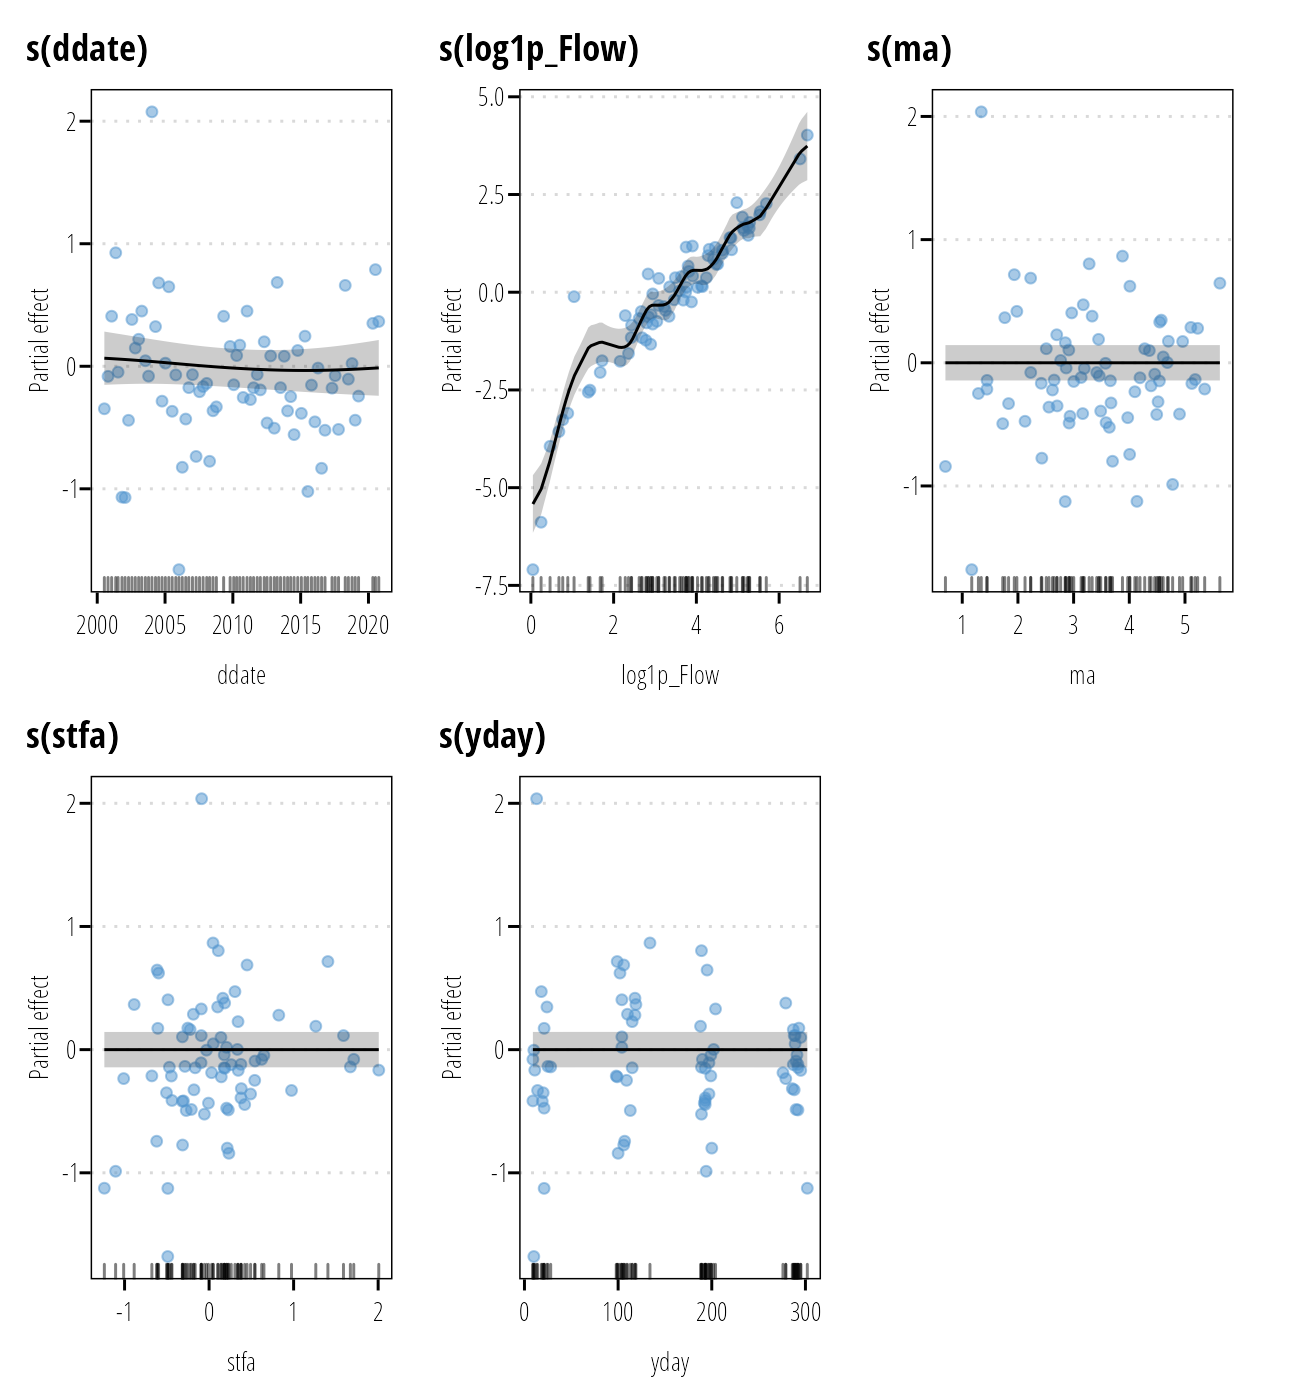 s(ddate)
Partial effect
2
1
0
-1
2000 2005 2010 2015 2020
ddate
s(log1p_Flow)
Partial effect
5.0
2.5
0.0
-2.5
-5.0
-7.5
0 2 4 6
log1p_Flow
s(ma)
Partial effect
2
1
0
-1
1 2 3 4 5
ma
s(stfa)
Partial effect
2
1
0
-1
-1 0 1 2
stfa
s(yday)
Partial effect
2
1
0
-1
0 100 200 300
yday